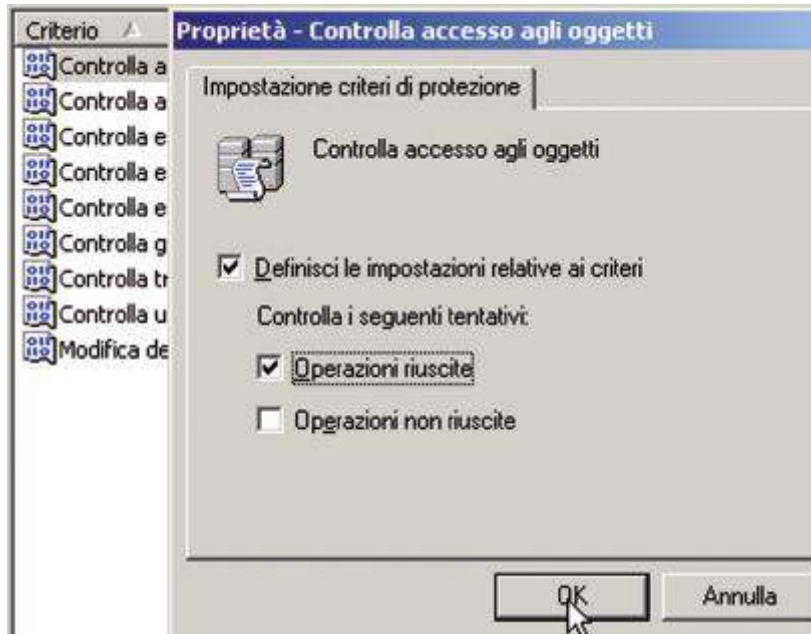 Criterio
Controlla a
Controlla a
Controlla e
Controlla e
Controlla e
Controlla g
Controlla tr
Controlla u
Modifica de
Proprietà - Controlla accesso agli oggetti
Impostazione criteri di protezione
Controlla accesso agli oggetti
Definisci le impostazioni relative ai criteri
Controlla i seguenti tentativi:
Operazioni riuscite
Operazioni non riuscite
OK
Annulla